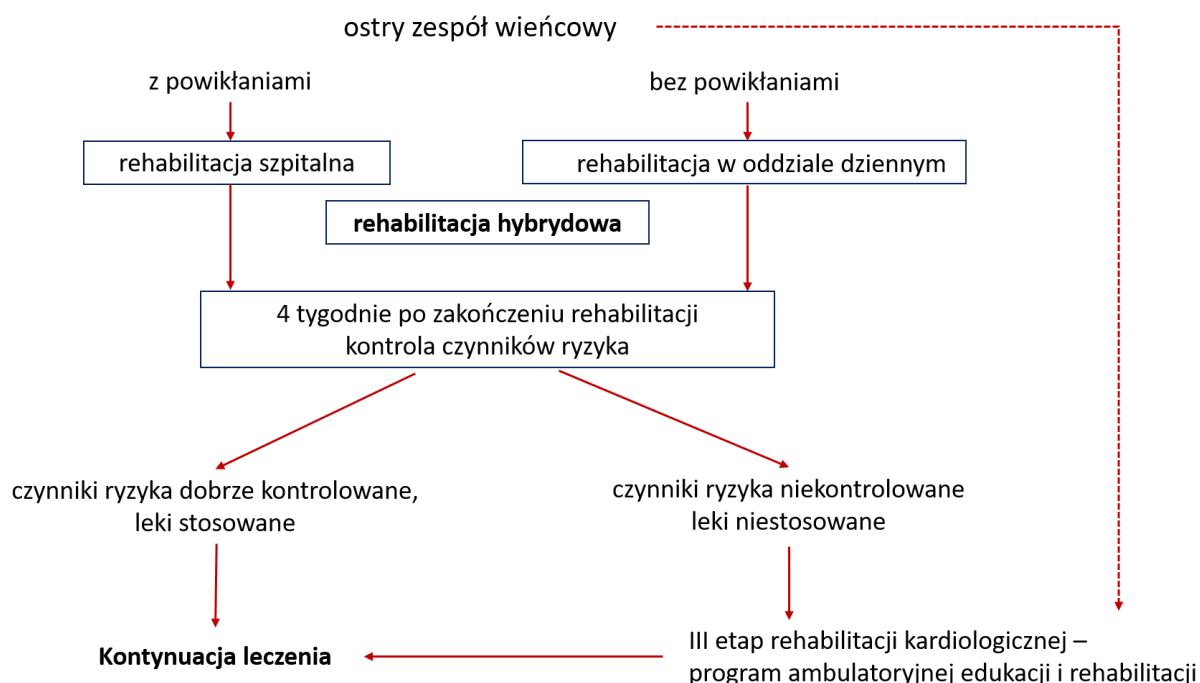 ostry zespół wieńcowy
z powikłaniami
bez powikłaniami
rehabilitacja szpitalna
rehabilitacja w oddziale dziennym
rehabilitacja hybrydowa
4 tygodnie po zakończeniu rehabilitacji
kontrola czynników ryzyka
czynniki ryzyka dobrze kontrolowane,
leki stosowane
czynniki ryzyka niekontrolowane
leki niestosowane
Kontynuacja leczenia
III etap rehabilitacji kardiologicznej –
program ambulatoryjnej edukacji i rehabilitacji